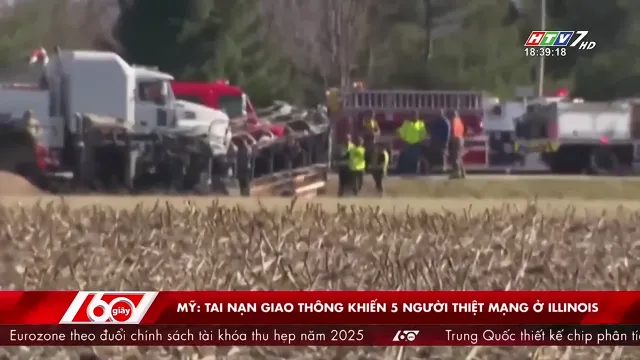 HTV7 HD
18:39:18
60 giây
MỸ: TAI NẠN GIAO THÔNG KHIẾN 5 NGƯỜI THIỆT MẠNG Ở ILLINOIS
Eurozone theo đuổi chính sách tài khóa thu hẹp năm 2025 60 Trung Quốc thiết kế chip phân t